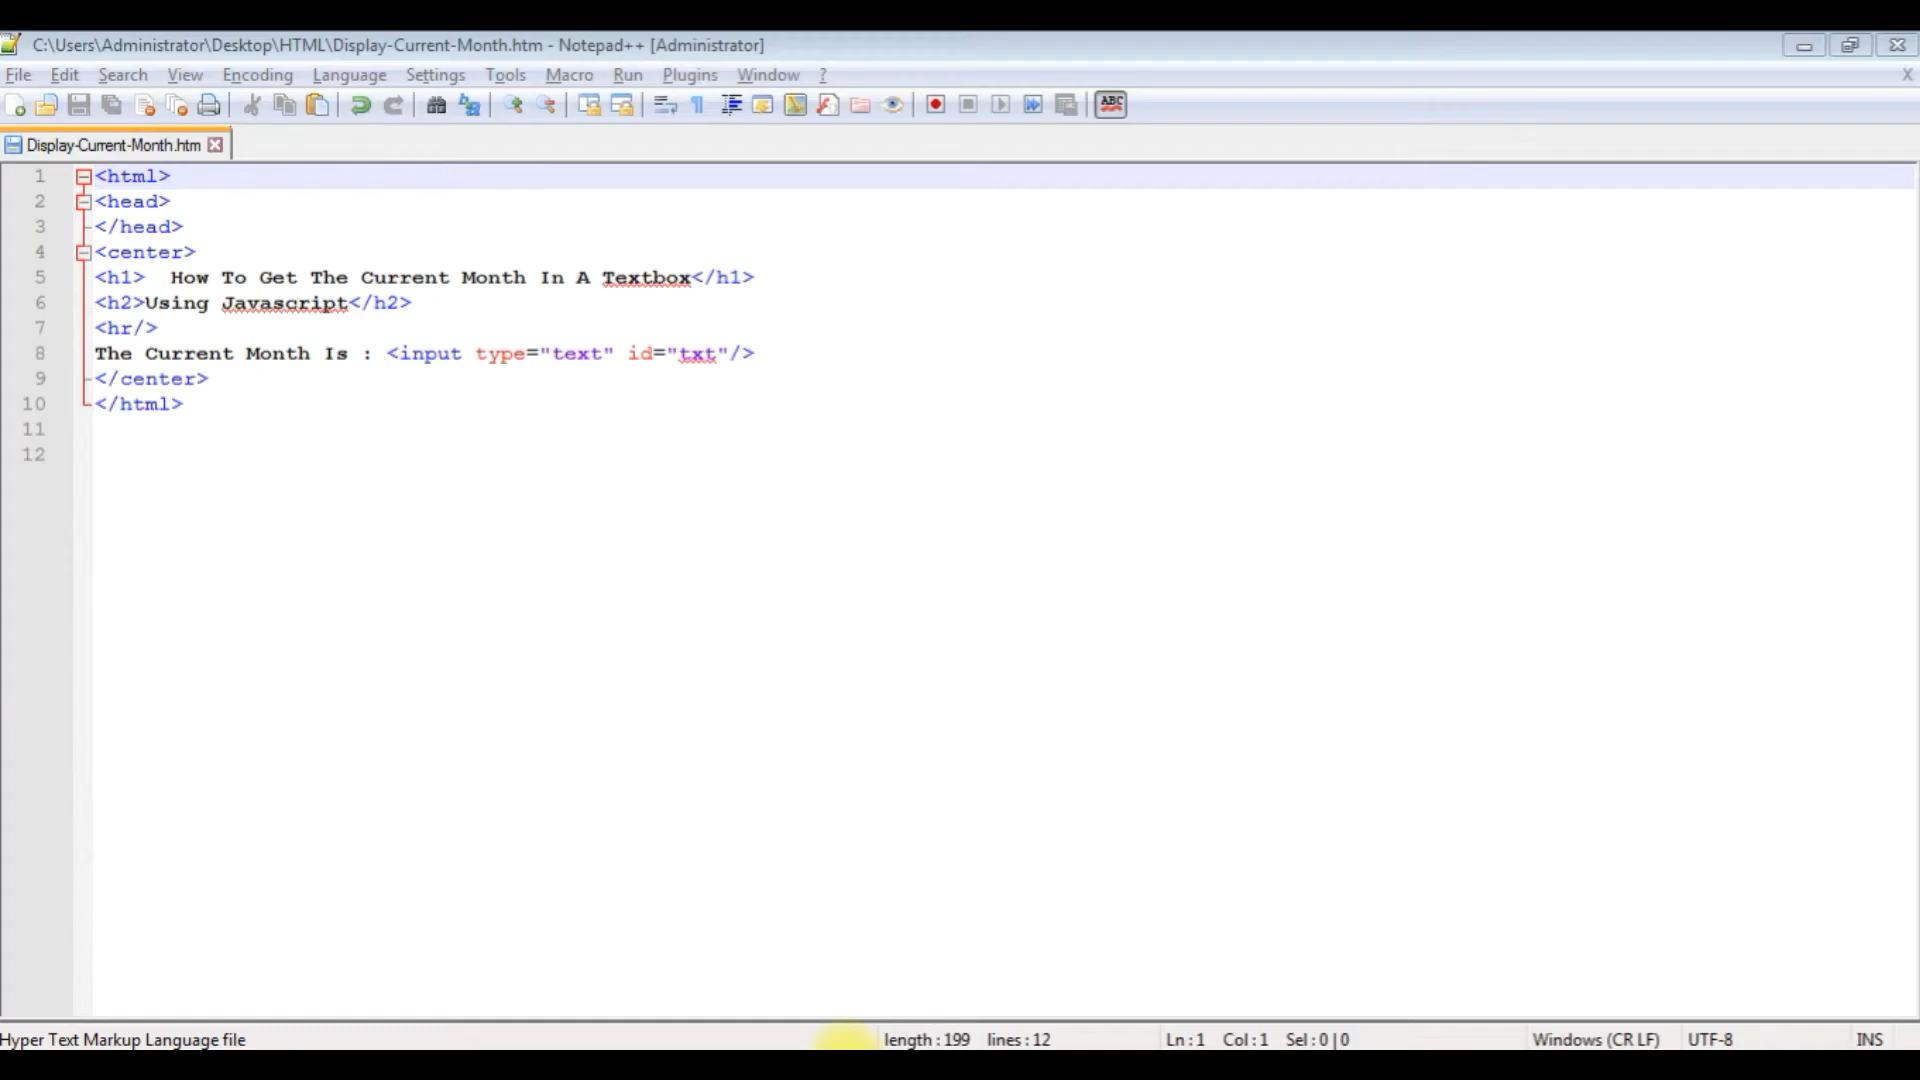 C:\Users\Administrator\Desktop\HTML\Display-Current-Month.htm - Notepad++ [Administrator]
File Edit Search View Encoding Language Settings Tools Macro Run Plugins Window ? X
ABC
Display-Current-Month.htm
1 <html>
2 <head>
3 </head>
4 <center>
5 <h1>  How To Get The Current Month In A Textbox</h1>
6 <h2>Using Javascript</h2>
7 <hr/>
8 The Current Month Is : <input type="text" id="txt"/>
9 </center>
10 </html>
11
12
Hyper Text Markup Language file length : 199 lines : 12 Ln : 1 Col : 1 Sel : 0 | 0 Windows (CR LF) UTF-8 INS